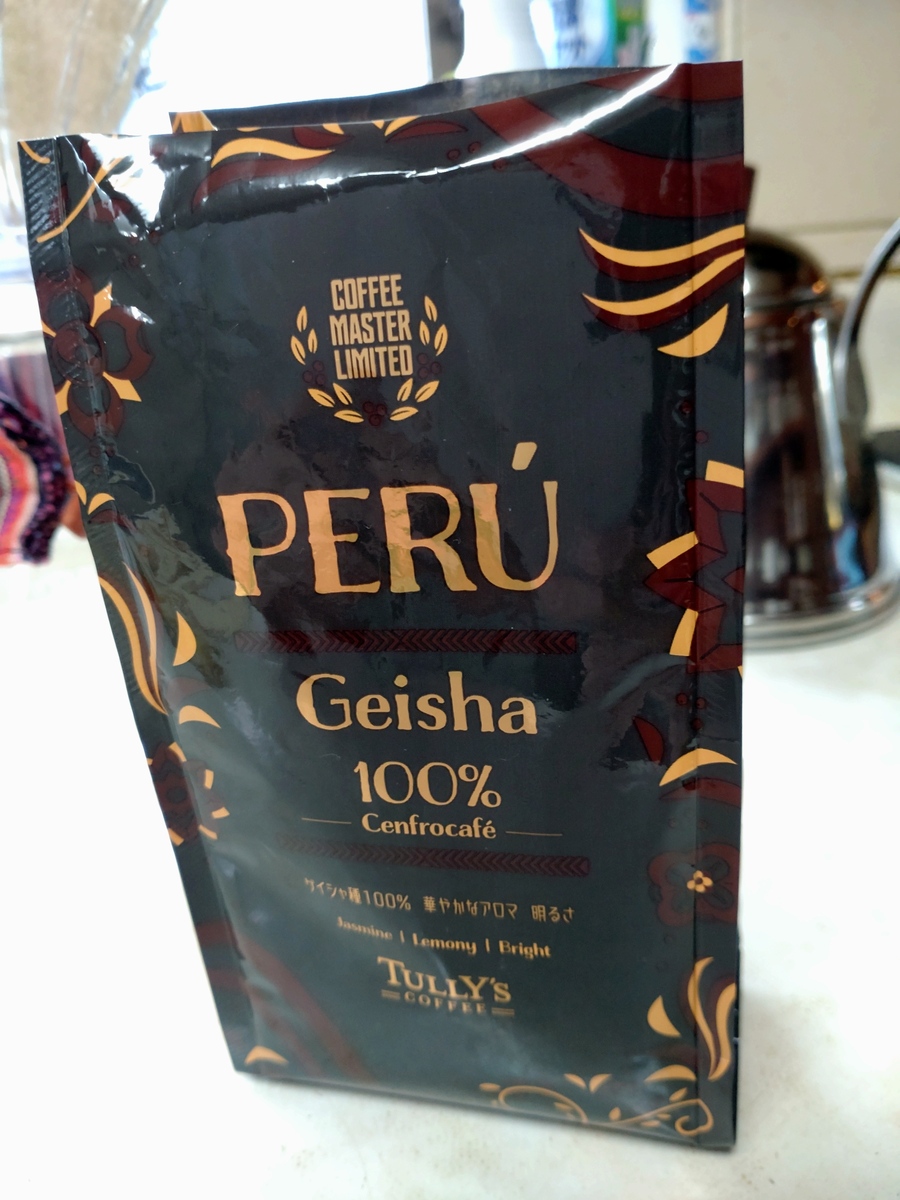 COFFEE
MASTER
LIMITED
PERÚ
Geisha
100%
Cenfrocafé
ゲイシャ種100% 華やかなアロマ 明るさ
Jasmine | Lemony | Bright
TULLY'S
COFFEE